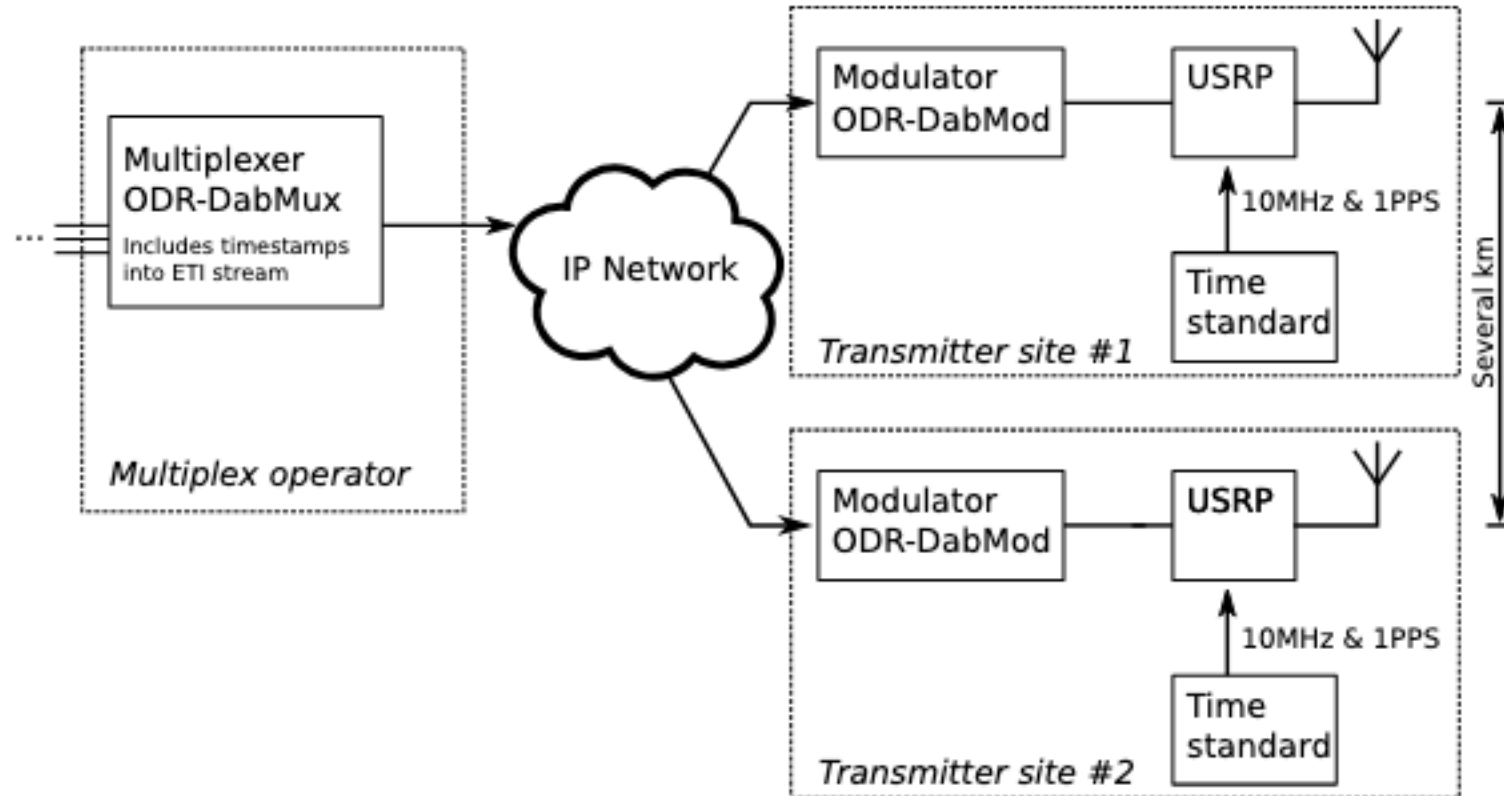 ...
Multiplexer
ODR-DabMux
Includes timestamps
into ETI stream
Multiplex operator
IP Network
Modulator
ODR-DabMod
USRP
10MHz & 1PPS
Time
standard
Transmitter site #1
Several km
Modulator
ODR-DabMod
USRP
10MHz & 1PPS
Time
standard
Transmitter site #2